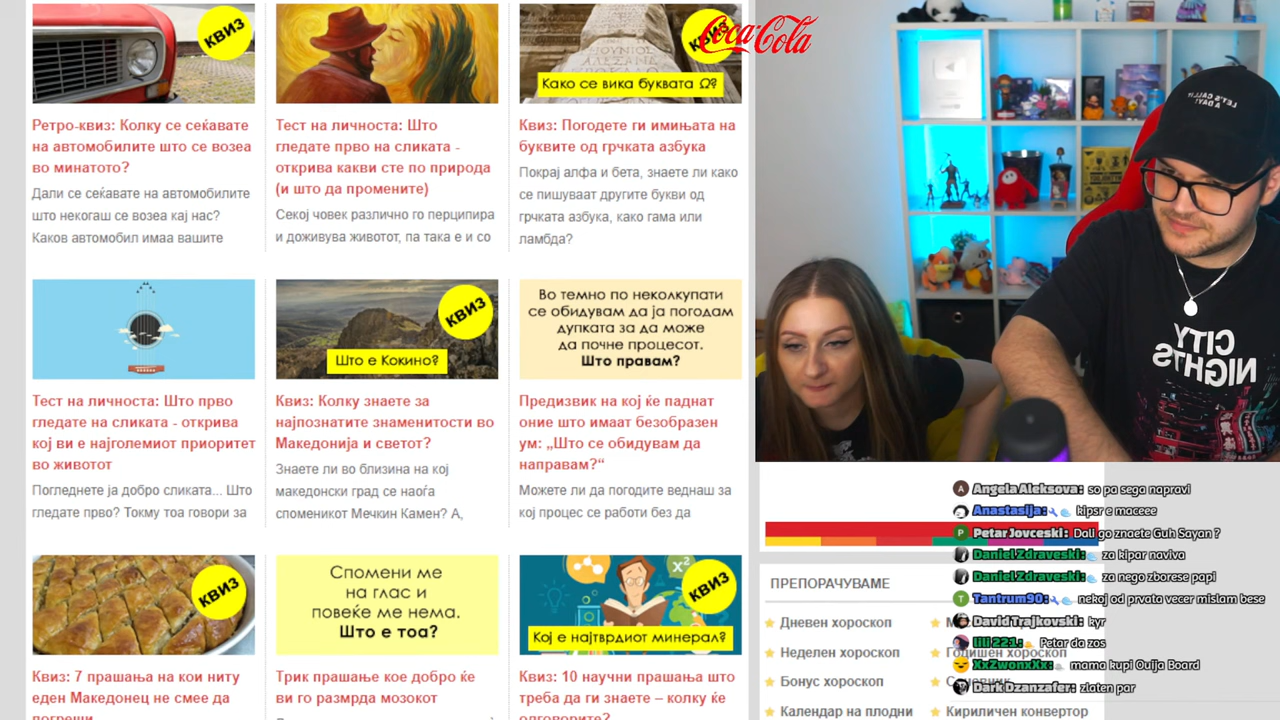 КВИЗ
Ретро-квиз: Колку се сеќавате
на автомобилите што се возеа
во минатото?
Дали се сеќавате на автомобилите
што некогаш се возеа кај нас?
Каков автомобил имаа вашите
Тест на личноста: Што
гледате прво на сликата -
открива какви сте по природа
(и што да промените)
Секој човек различно го перципира
и доживува животот, па така е и со
Како се вика буквата Ω?
Квиз: Погодете ги имињата на
буквите од грчката азбука
Покрај алфа и бета, знаете ли како
се пишуваат другите букви од
грчката азбука, како гама или
ламбда?
Coca-Cola
Тест на личноста: Што прво
гледате на сликата - открива
кој ви е најголемиот приоритет
во животот
Погледнете ја добро сликата... Што
гледате прво? Токму тоа говори за
КВИЗ
Што е Кокино?
Квиз: Колку знаете за
најпознатите знаменитости во
Македонија и светот?
Знаете ли во близина на кој
македонски град се наоѓа
споменикот Мечкин Камен? А,
Во темно по неколкупати
се обидувам да ја погодам
дупката за да може
да почне процесот.
Што правам?
Предизвик на кој ќе паднат
оние што имаат безобразен
ум: „Што се обидувам да
направам?“
Можете ли да погодите веднаш за
кој процес се работи без да
КВИЗ
Квиз: 7 прашања на кои ниту
еден Македонец не смее да
погреши
Спомени ме
на глас и
повеќе ме нема.
Што е тоа?
Трик прашање кое добро ќе
ви го размрда мозокот
КВИЗ
x²
Кој е најтврдиот минерал?
Квиз: 10 научни прашања што
треба да ги знаете – колку ќе
одговорите?
LET'S CALL IT
A DAY!
CITY
NIGHTS
Angela Aleksova: so pa sega napravi
Anastasija: kipsr e maceee
Petar Jovceski: Dali go znaete Guh Sayan ?
Daniel Zdraveski: za kipar naviva
Daniel Zdraveski: za nego zborese papi
Tantrum90: nekoj od prvata vecer mislam bese
David Trajkovski: kyr
lili 221: Petar da zos
XxZwonxXx: mama kupi Ouija Board
Dark Dzanzafer: zlaten par
ПРЕПОРАЧУВАМЕ
Дневен хороскоп
Неделен хороскоп
Бонус хороскоп
Календар на плодни
Годишен хороскоп
Кириличен конвертор